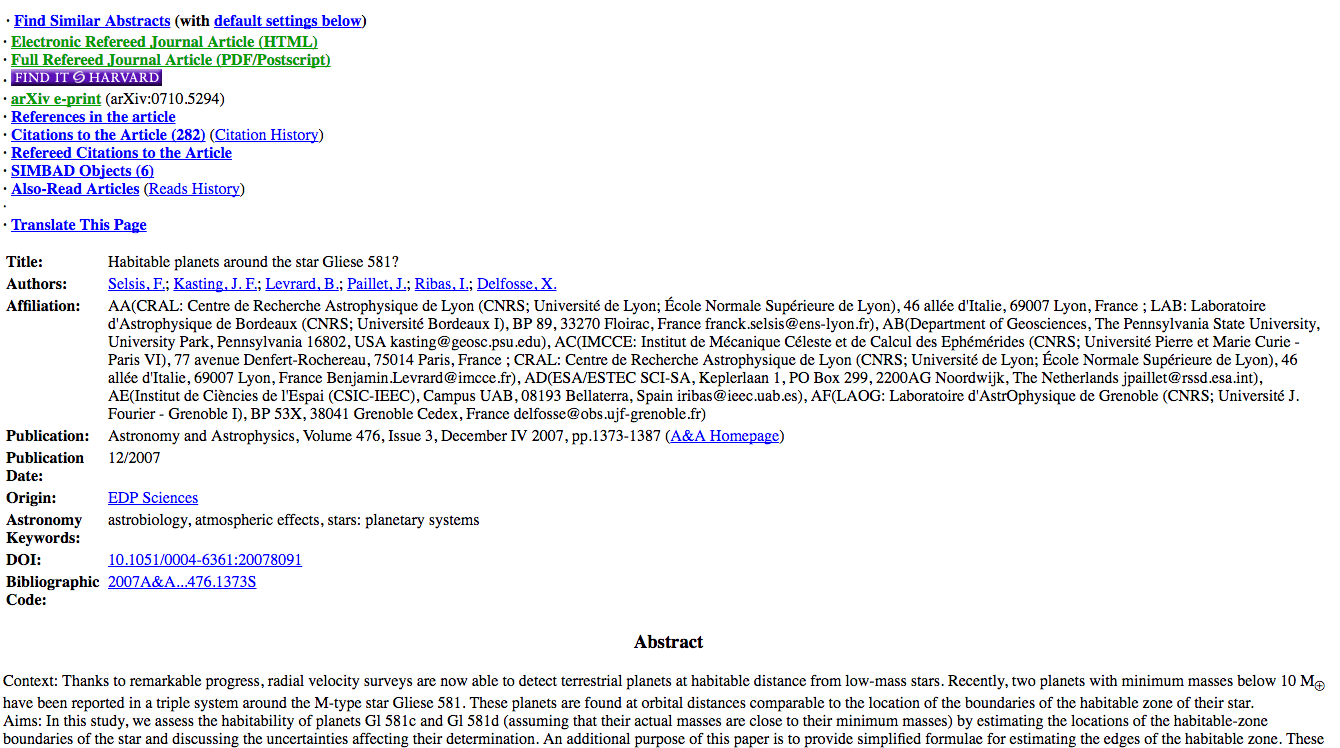 · Find Similar Abstracts (with default settings below)
· Electronic Refereed Journal Article (HTML)
· Full Refereed Journal Article (PDF/Postscript)
· FIND IT @ HARVARD
· arXiv e-print (arXiv:0710.5294)
· References in the article
· Citations to the Article (282) (Citation History)
· Refereed Citations to the Article
· SIMBAD Objects (6)
· Also-Read Articles (Reads History)
·
· Translate This Page
Title: Habitable planets around the star Gliese 581?
Authors: Selsis, F.; Kasting, J. F.; Levrard, B.; Paillet, J.; Ribas, I.; Delfosse, X.
Affiliation: AA(CRAL: Centre de Recherche Astrophysique de Lyon (CNRS; Université de Lyon; École Normale Supérieure de Lyon), 46 allée d'Italie, 69007 Lyon, France ; LAB: Laboratoire
d'Astrophysique de Bordeaux (CNRS; Université Bordeaux I), BP 89, 33270 Floirac, France franck.selsis@ens-lyon.fr), AB(Department of Geosciences, The Pennsylvania State University,
University Park, Pennsylvania 16802, USA kasting@geosc.psu.edu), AC(IMCCE: Institut de Mécanique Céleste et de Calcul des Ephémérides (CNRS; Université Pierre et Marie Curie -
Paris VI), 77 avenue Denfert-Rochereau, 75014 Paris, France ; CRAL: Centre de Recherche Astrophysique de Lyon (CNRS; Université de Lyon; École Normale Supérieure de Lyon), 46
allée d'Italie, 69007 Lyon, France Benjamin.Levrard@imcce.fr), AD(ESA/ESTEC SCI-SA, Keplerlaan 1, PO Box 299, 2200AG Noordwijk, The Netherlands jpaillet@rssd.esa.int),
AE(Institut de Ciències de l'Espai (CSIC-IEEC), Campus UAB, 08193 Bellaterra, Spain iribas@ieec.uab.es), AF(LAOG: Laboratoire d'AstrOphysique de Grenoble (CNRS; Université J.
Fourier - Grenoble I), BP 53X, 38041 Grenoble Cedex, France delfosse@obs.ujf-grenoble.fr)
Publication: Astronomy and Astrophysics, Volume 476, Issue 3, December IV 2007, pp.1373-1387 (A&A Homepage)
Publication Date: 12/2007
Origin: EDP Sciences
Astronomy Keywords: astrobiology, atmospheric effects, stars: planetary systems
DOI: 10.1051/0004-6361:20078091
Bibliographic Code: 2007A&A...476.1373S
Abstract
Context: Thanks to remarkable progress, radial velocity surveys are now able to detect terrestrial planets at habitable distance from low-mass stars. Recently, two planets with minimum masses below 10 M⊕
have been reported in a triple system around the M-type star Gliese 581. These planets are found at orbital distances comparable to the location of the boundaries of the habitable zone of their star.
Aims: In this study, we assess the habitability of planets Gl 581c and Gl 581d (assuming that their actual masses are close to their minimum masses) by estimating the locations of the habitable-zone
boundaries of the star and discussing the uncertainties affecting their determination. An additional purpose of this paper is to provide simplified formulae for estimating the edges of the habitable zone. These